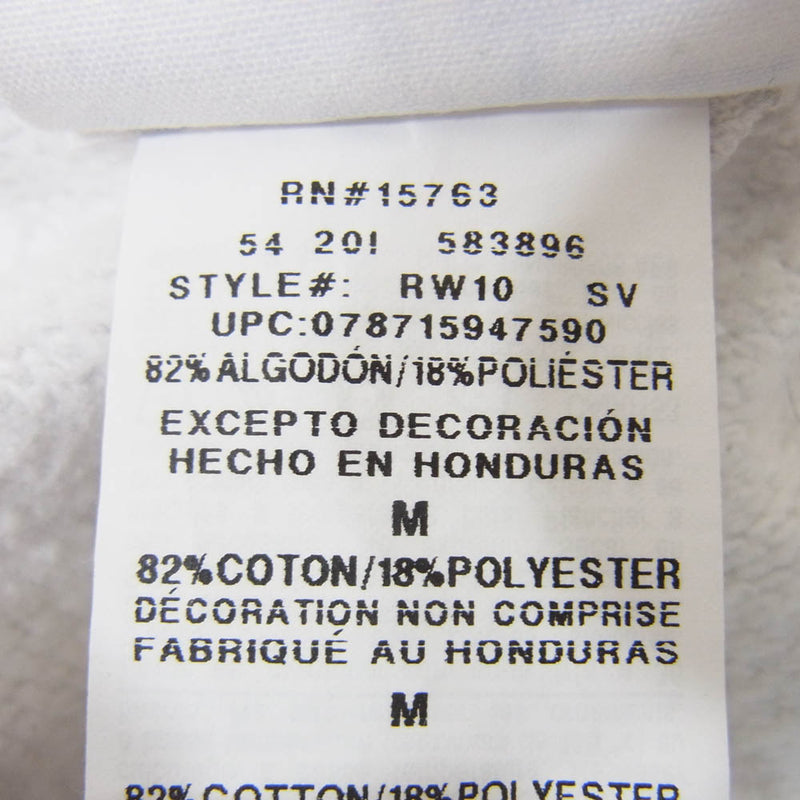 RN#15763
54 20! 583896
STYLE#: RW10 SV
UPC:078715947590
82%ALGODÓN/18%POLIÉSTER
EXCEPTO DECORACIÓN
HECHO EN HONDURAS
M
82%COTON/18%POLYESTER
DÉCORATION NON COMPRISE
FABRIQUÉ AU HONDURAS
M
82%COTTON/18%POLYESTER